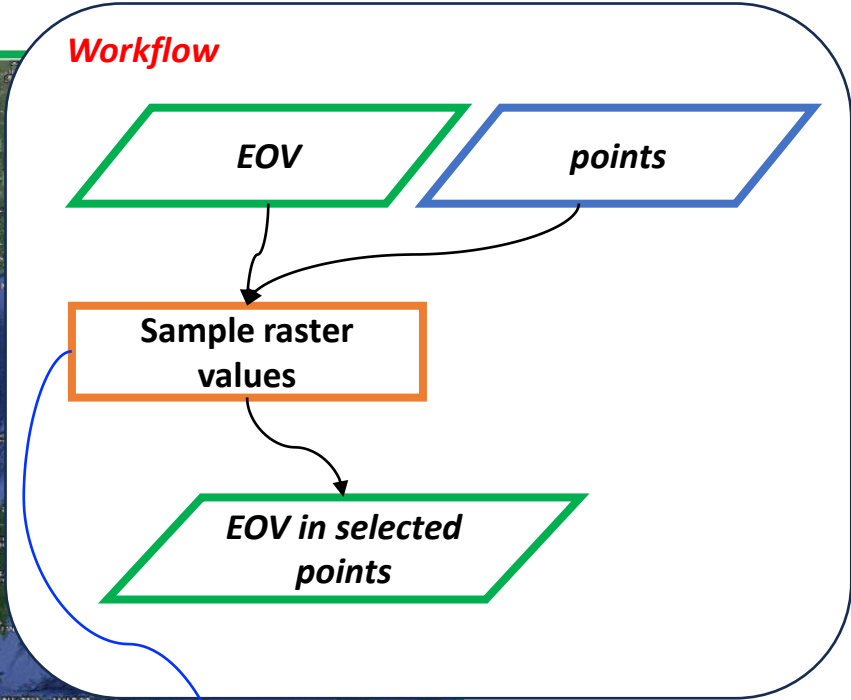 Workflow
EOV
points
Sample raster
values
EOV in selected
points